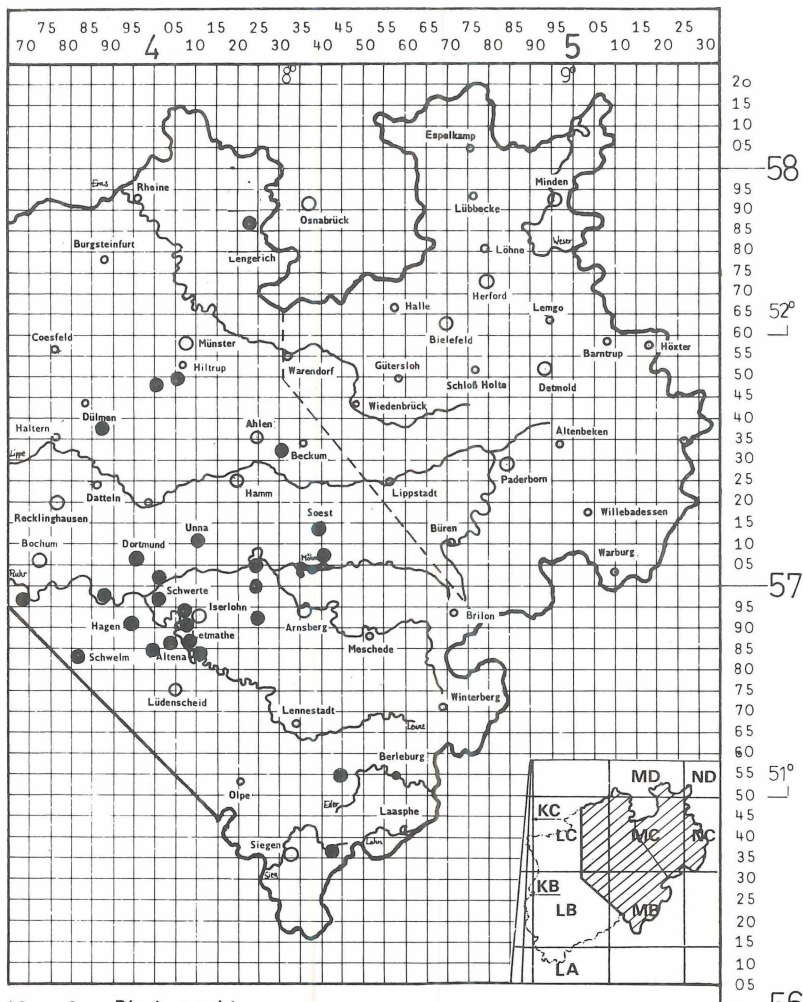 75 85 95 05 15 25 35 45 55 65 75 85 95 05 15 25
70 80 90 4 10 20 30 40 50 60 70 80 90 5 10 20 30
8° 9°
20
15
10
Espelkamp
05
58
Ems
Rheine
Minden
95
Osnabrück
Lübbecke
90
Weser
85
Lengerich
Löhne
80
Burgsteinfurt
75
Herford
70
Halle
Lemgo
65
52°
Bielefeld
60
Münster
Barntrup
Höxter
Coesfeld
Warendorf
55
Hiltrup
Gütersloh
Schloß Holte
Detmold
50
45
Wiedenbrück
Dülmen
40
Haltern
Ahlen
Altenbeken
35
Beckum
30
Lippe
Paderborn
Datteln
Hamm
Lippstadt
25
20
Recklinghausen
Soest
Willebadessen
15
Unna
Büren
Bochum
Dortmund
10
Warburg
05
Ruhr
Schwerte
57
Iserlohn
95
Hagen
Arnsberg
Brilon
90
etmathe
Meschede
85
Schwelm
Altena
80
75
Lüdenscheid
Winterberg
70
Lennestadt
Lenne
65
60
Berleburg
MD ND
55
51°
Olpe
Eder
50
KC
45
Laasphe
LC MC NC
40
Siegen
Lahn
35
Sieg
KB
30
25
LB MB
20
15
10
LA
05